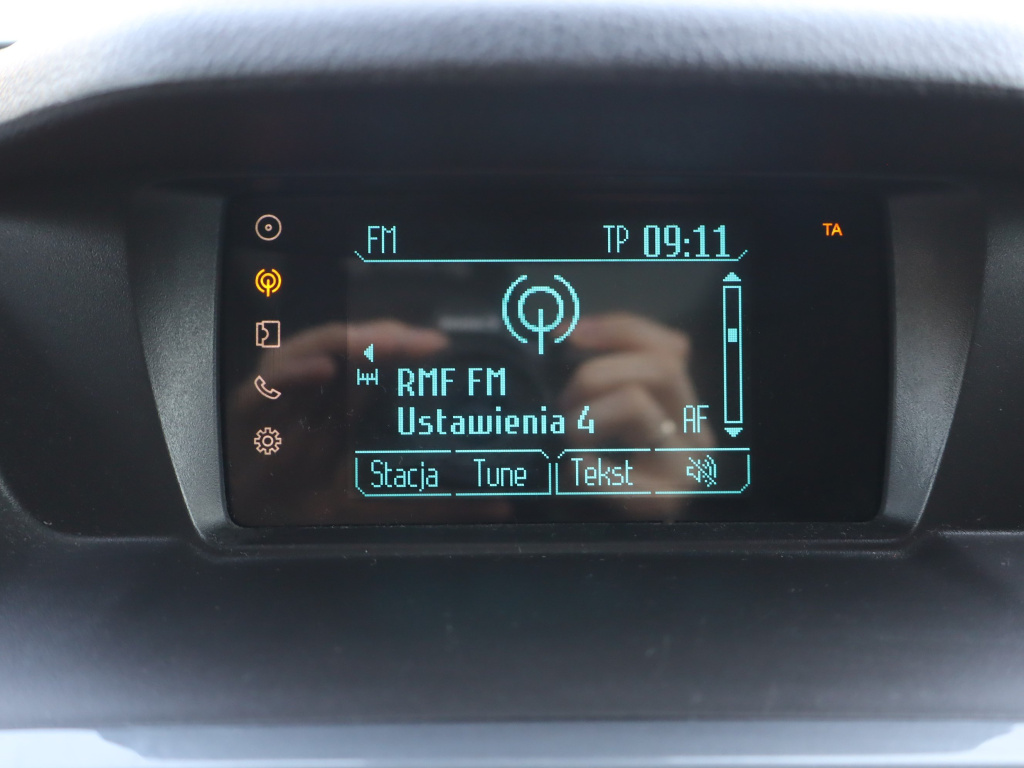 FM TP 09:11 TA
RMF FM
Ustawienia 4 AF
Stacja Tune Tekst